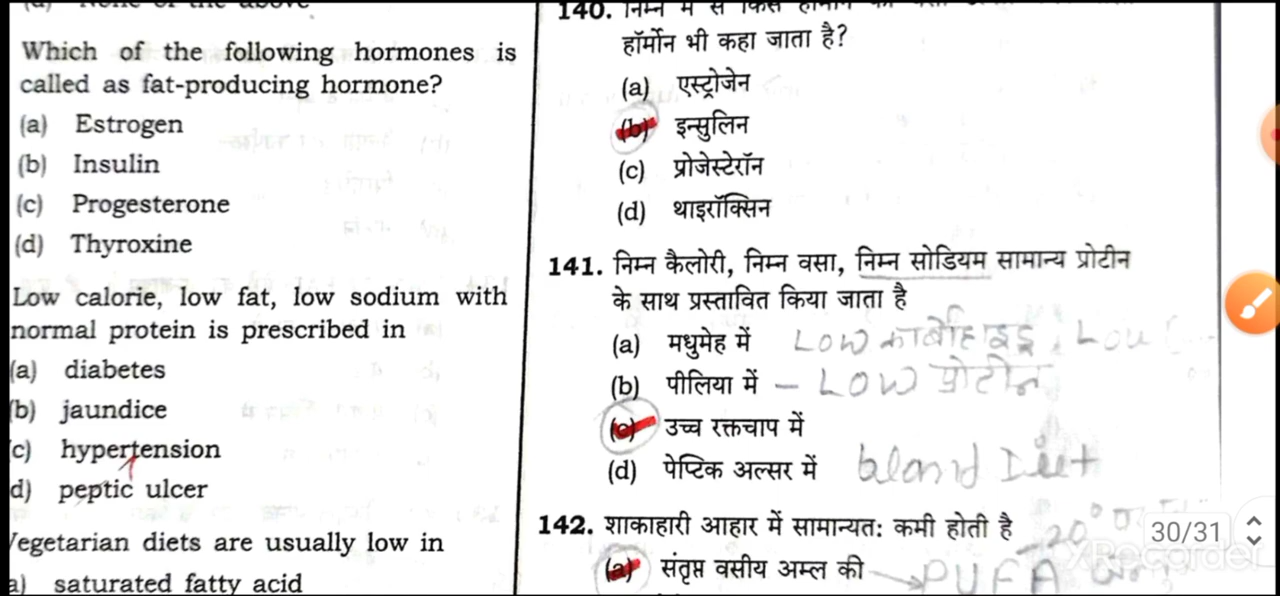 Which of the following hormones is
called as fat-producing hormone?
(a) Estrogen
(b) Insulin
(c) Progesterone
(d) Thyroxine
Low calorie, low fat, low sodium with
normal protein is prescribed in
(a) diabetes
(b) jaundice
(c) hypertension
(d) peptic ulcer
Vegetarian diets are usually low in
a) saturated fatty acid
140.
हॉर्मोन भी कहा जाता है?
(a) एस्ट्रोजेन
(b) इन्सुलिन
(c) प्रोजेस्टेरॉन
(d) थाइरॉक्सिन
141. निम्न कैलोरी, निम्न वसा, निम्न सोडियम सामान्य प्रोटीन
के साथ प्रस्तावित किया जाता है
(a) मधुमेह में Low
(b) पीलिया में – LOW प्रोटीन
(c) उच्च रक्तचाप में
(d) पेप्टिक अल्सर में bland
142. शाकाहारी आहार में सामान्यतः कमी होती है
(a) संतृप्त वसीय अम्ल की → PUFA
30/31
XRecorder